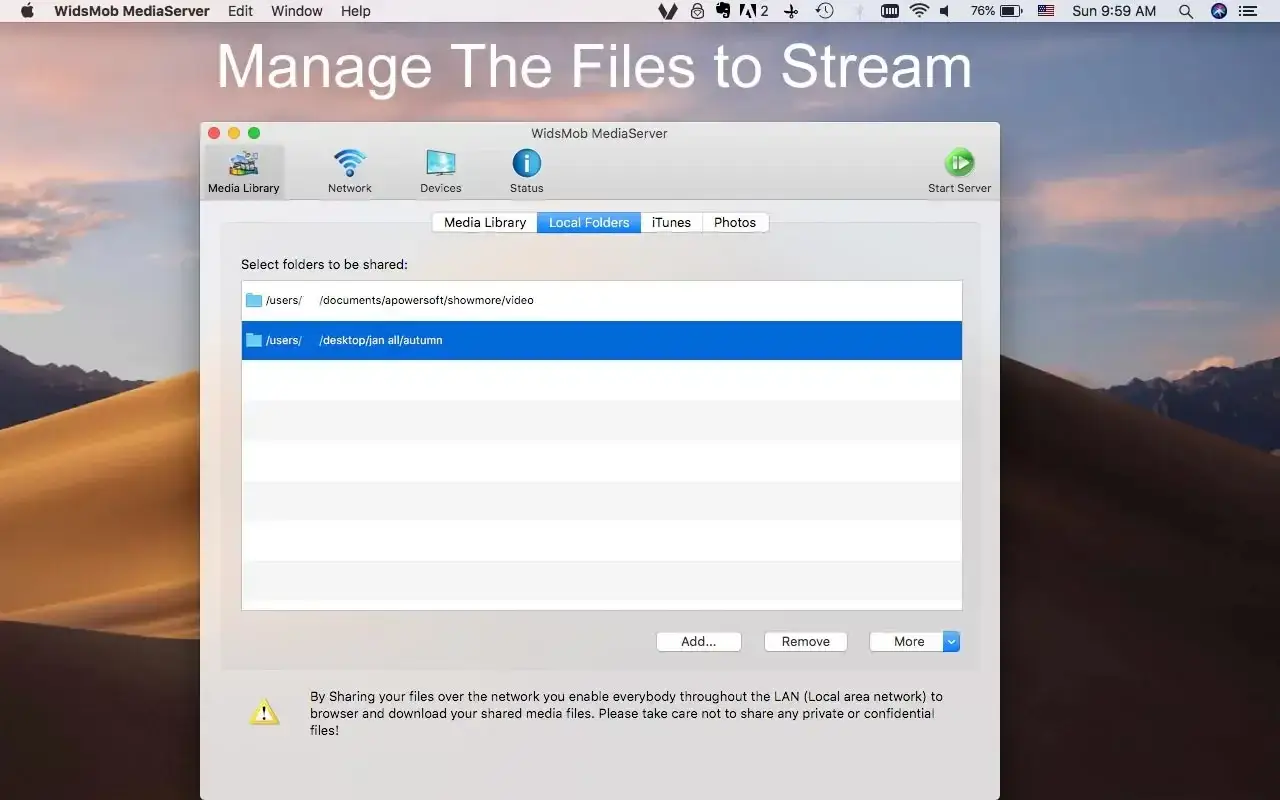 WidsMob MediaServer Edit Window Help 2 76% Sun 9:59 AM
Manage The Files to Stream
WidsMob MediaServer
Media Library Network Devices Status Start Server
Media Library Local Folders iTunes Photos
Select folders to be shared:
/users/ /documents/apowersoft/showmore/video
/users/ /desktop/jan all/autumn
Add... Remove More
By Sharing your files over the network you enable everybody throughout the LAN (Local area network) to
browser and download your shared media files. Please take care not to share any private or confidential
files!